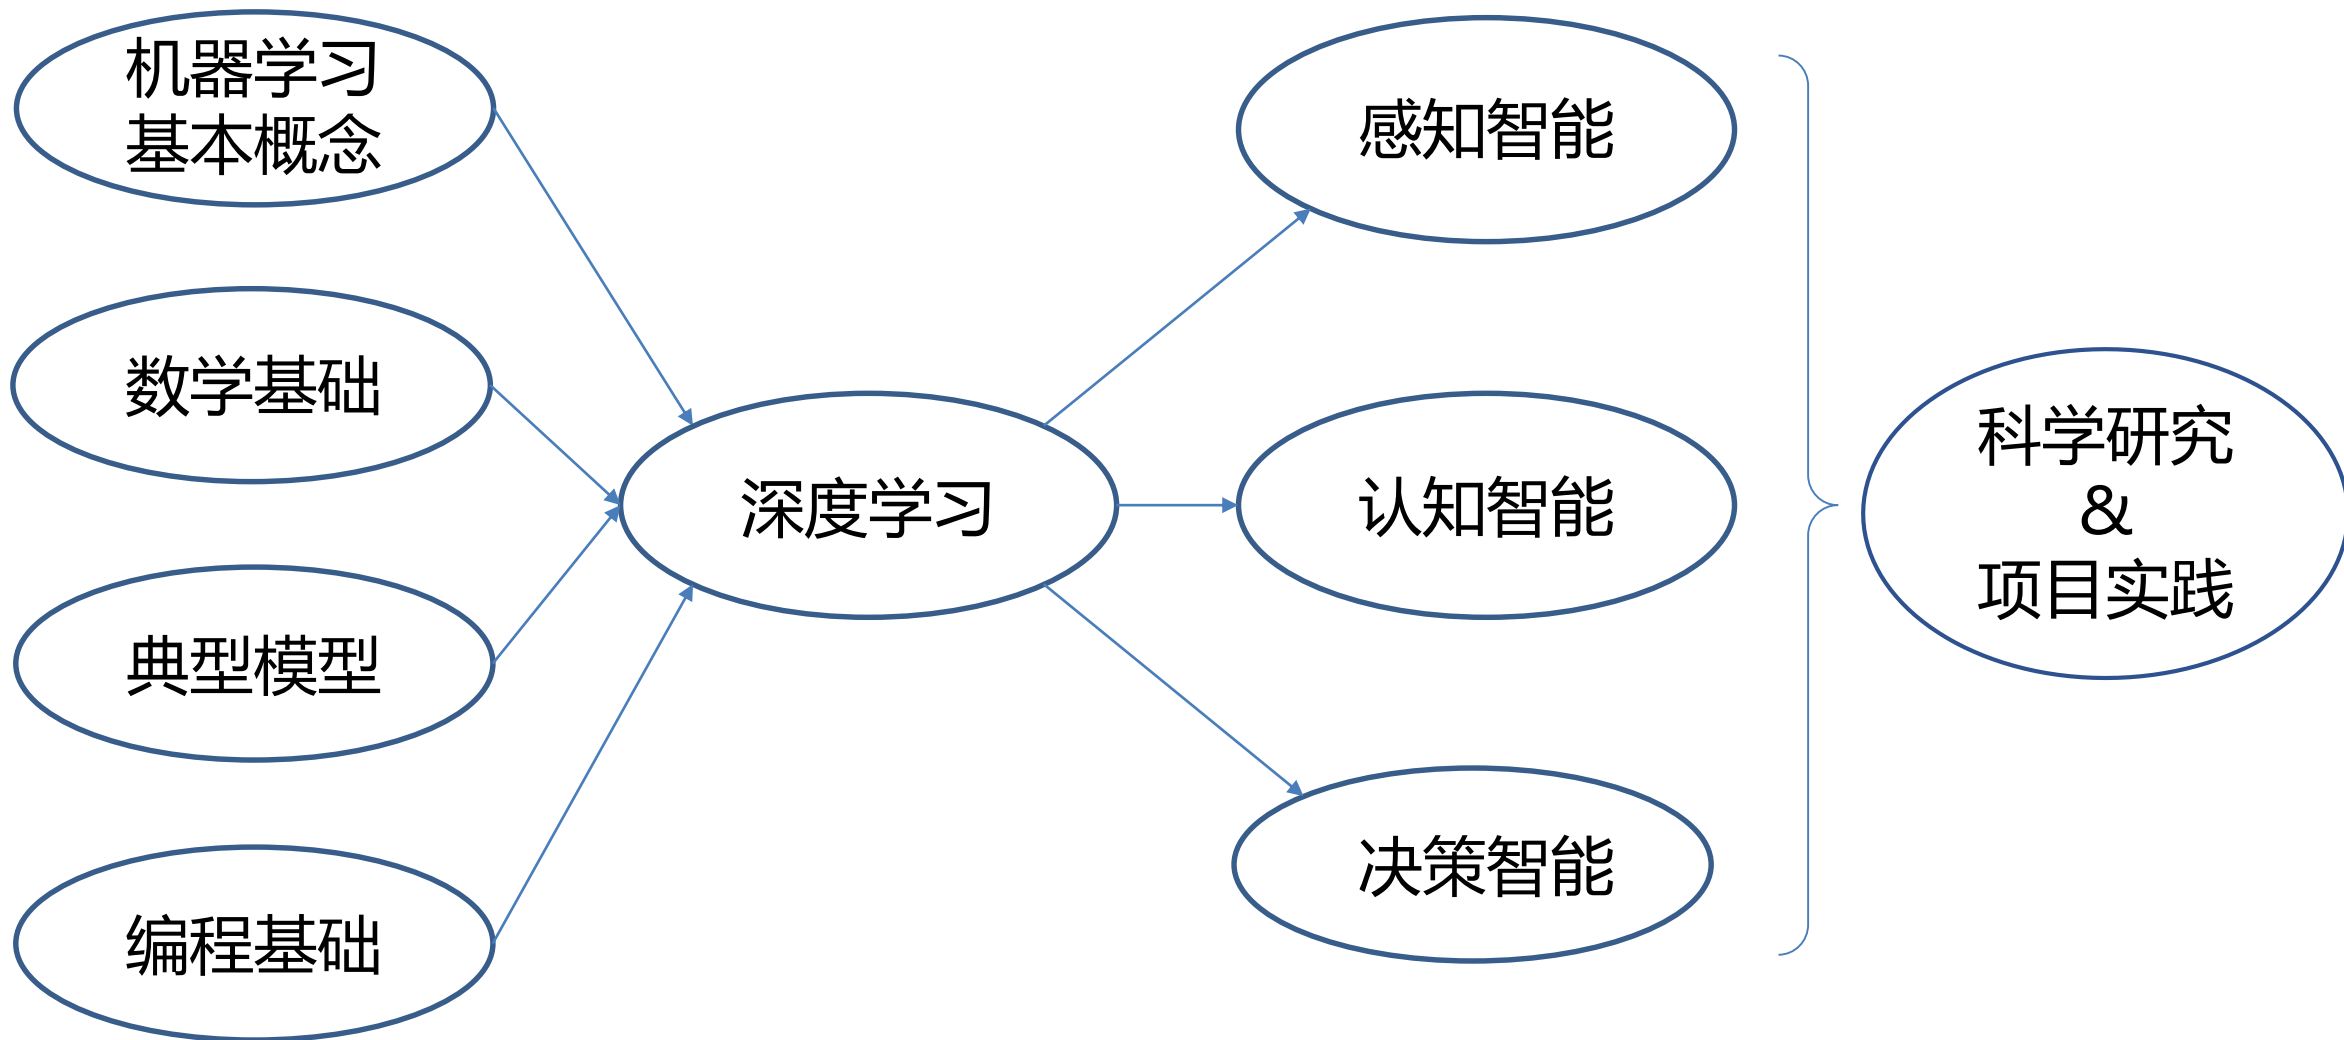 机器学习
基本概念
数学基础
典型模型
编程基础
深度学习
感知智能
认知智能
决策智能
科学研究
&
项目实践